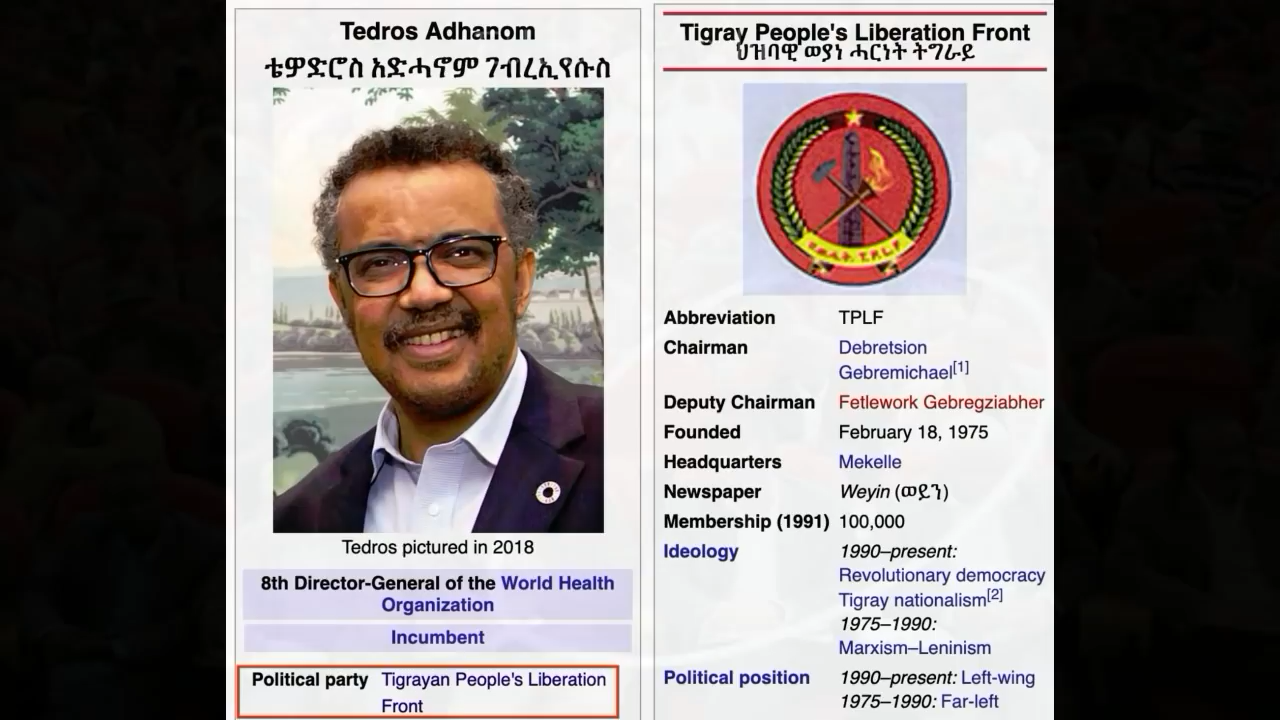 Tedros Adhanom
ቴዎድሮስ አድሓኖም ገብረኢየሱስ
Tedros pictured in 2018
8th Director-General of the World Health
Organization
Incumbent
Political party Tigrayan People's Liberation
Front
Tigray People's Liberation Front
ህዝባዊ ወያነ ሓርነት ትግራይ
Abbreviation TPLF
Chairman Debretsion
Gebremichael[1]
Deputy Chairman Fetlework Gebregziabher
Founded February 18, 1975
Headquarters Mekelle
Newspaper Weyin (ወይን)
Membership (1991) 100,000
Ideology 1990–present:
Revolutionary democracy
Tigray nationalism[2]
1975–1990:
Marxism–Leninism
Political position 1990–present: Left-wing
1975–1990: Far-left